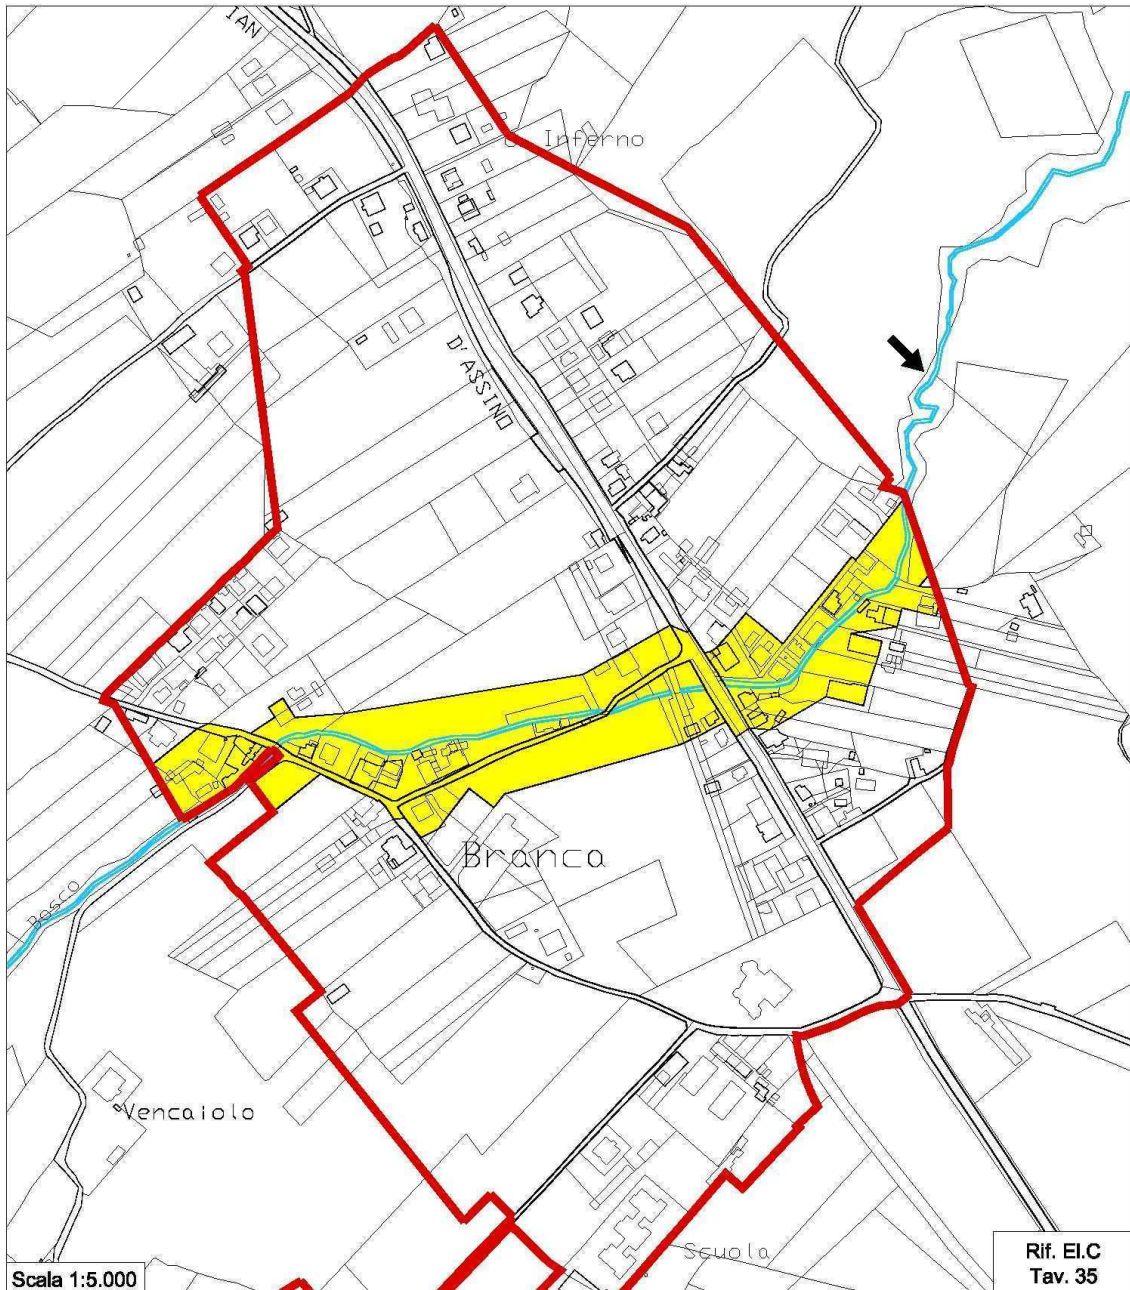 IAN
C. Inferno
D'ASSINO
Branca
Bosco
Vencaiolo
Scuola
Scala 1:5.000
Rif. El.C
Tav. 35